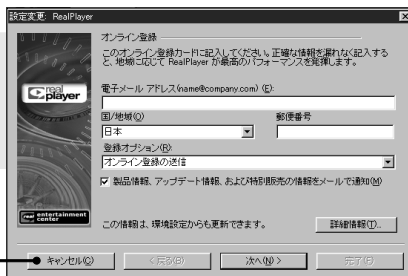 設定変更: RealPlayer
オンライン登録
このオンライン登録カードに記入してください。正確な情報を漏れなく記入する
と、地域に応じて RealPlayer が最高のパフォーマンスを発揮します。
real player
電子メール アドレス(name@company.com) (E):
国/地域(O)
郵便番号
日本
登録オプション(R):
オンライン登録の送信
製品情報、アップデート情報、および特別販売の情報をメールで通知(M)
real entertainment center
この情報は、環境設定からも更新できます。
詳細情報(T)...
キャンセル(C)
< 戻る(B)
次へ(N) >
完了(F)